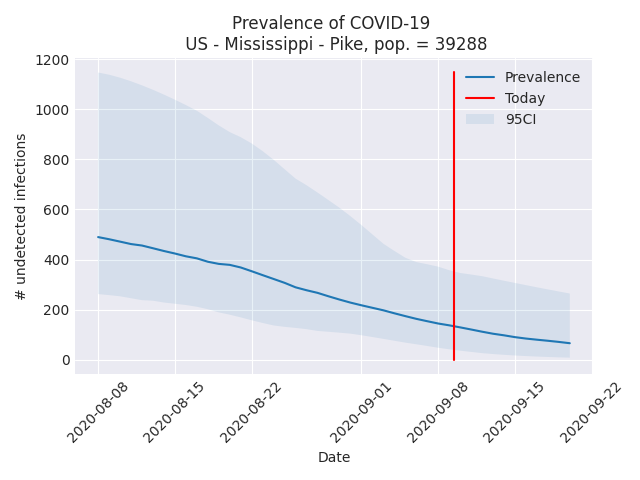 Prevalence of COVID-19
US - Mississippi - Pike, pop. = 39288
1200
1000
800
600
400
200
0
# undetected infections
Prevalence
Today
95CI
2020-08-08
2020-08-15
2020-08-22
2020-09-01
2020-09-08
2020-09-15
2020-09-22
Date